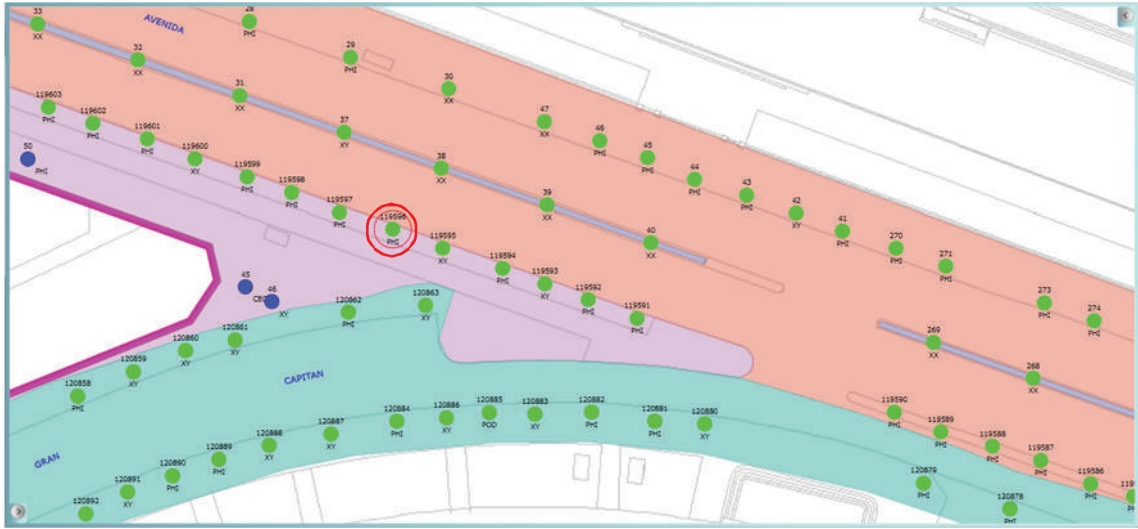 33
XX
AVENIDA
28
PHI
32
XX
29
PHI
31
XX
30
XX
119603
PHI
119602
PHI
119601
PHI
119600
XY
50
PHI
37
XY
47
XX
46
PHI
119599
PHI
119598
PHI
38
XX
45
PHI
44
PHI
119597
PHI
119596
PHI
39
XX
43
PHI
42
XY
119595
XY
40
XX
41
PHI
119594
PHI
119593
XY
270
PHI
271
PHI
45
46
XY
119592
PHI
119591
PHI
273
PHI
274
PHI
120862
PHI
120863
XY
269
XX
120861
XY
120860
XY
120859
XY
120858
PHI
CAPITAN
268
XX
120884
PHI
120886
XY
120885
POD
120883
XY
120882
PHI
120881
PHI
120880
XY
119590
PHI
119589
PHI
119588
XY
119587
PHI
119586
PHI
120887
XY
120888
XY
120889
PHI
120890
PHI
120891
XY
120892
GRAN
120879
PHI
120878
PHI